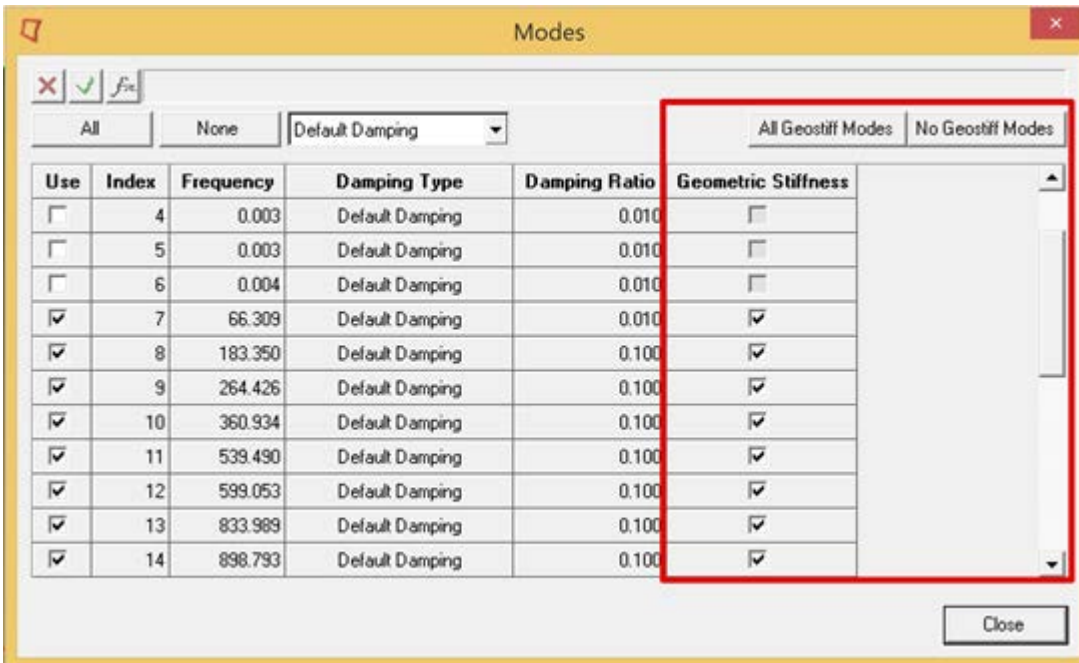 Modes
fx
All None Default Damping All Geostiff Modes No Geostiff Modes
Use Index Frequency Damping Type Damping Ratio Geometric Stiffness
4 0.003 Default Damping 0.010
5 0.003 Default Damping 0.010
6 0.004 Default Damping 0.010
7 66.309 Default Damping 0.010
8 183.350 Default Damping 0.100
9 264.426 Default Damping 0.100
10 360.934 Default Damping 0.100
11 539.490 Default Damping 0.100
12 599.053 Default Damping 0.100
13 833.989 Default Damping 0.100
14 898.793 Default Damping 0.100
Close